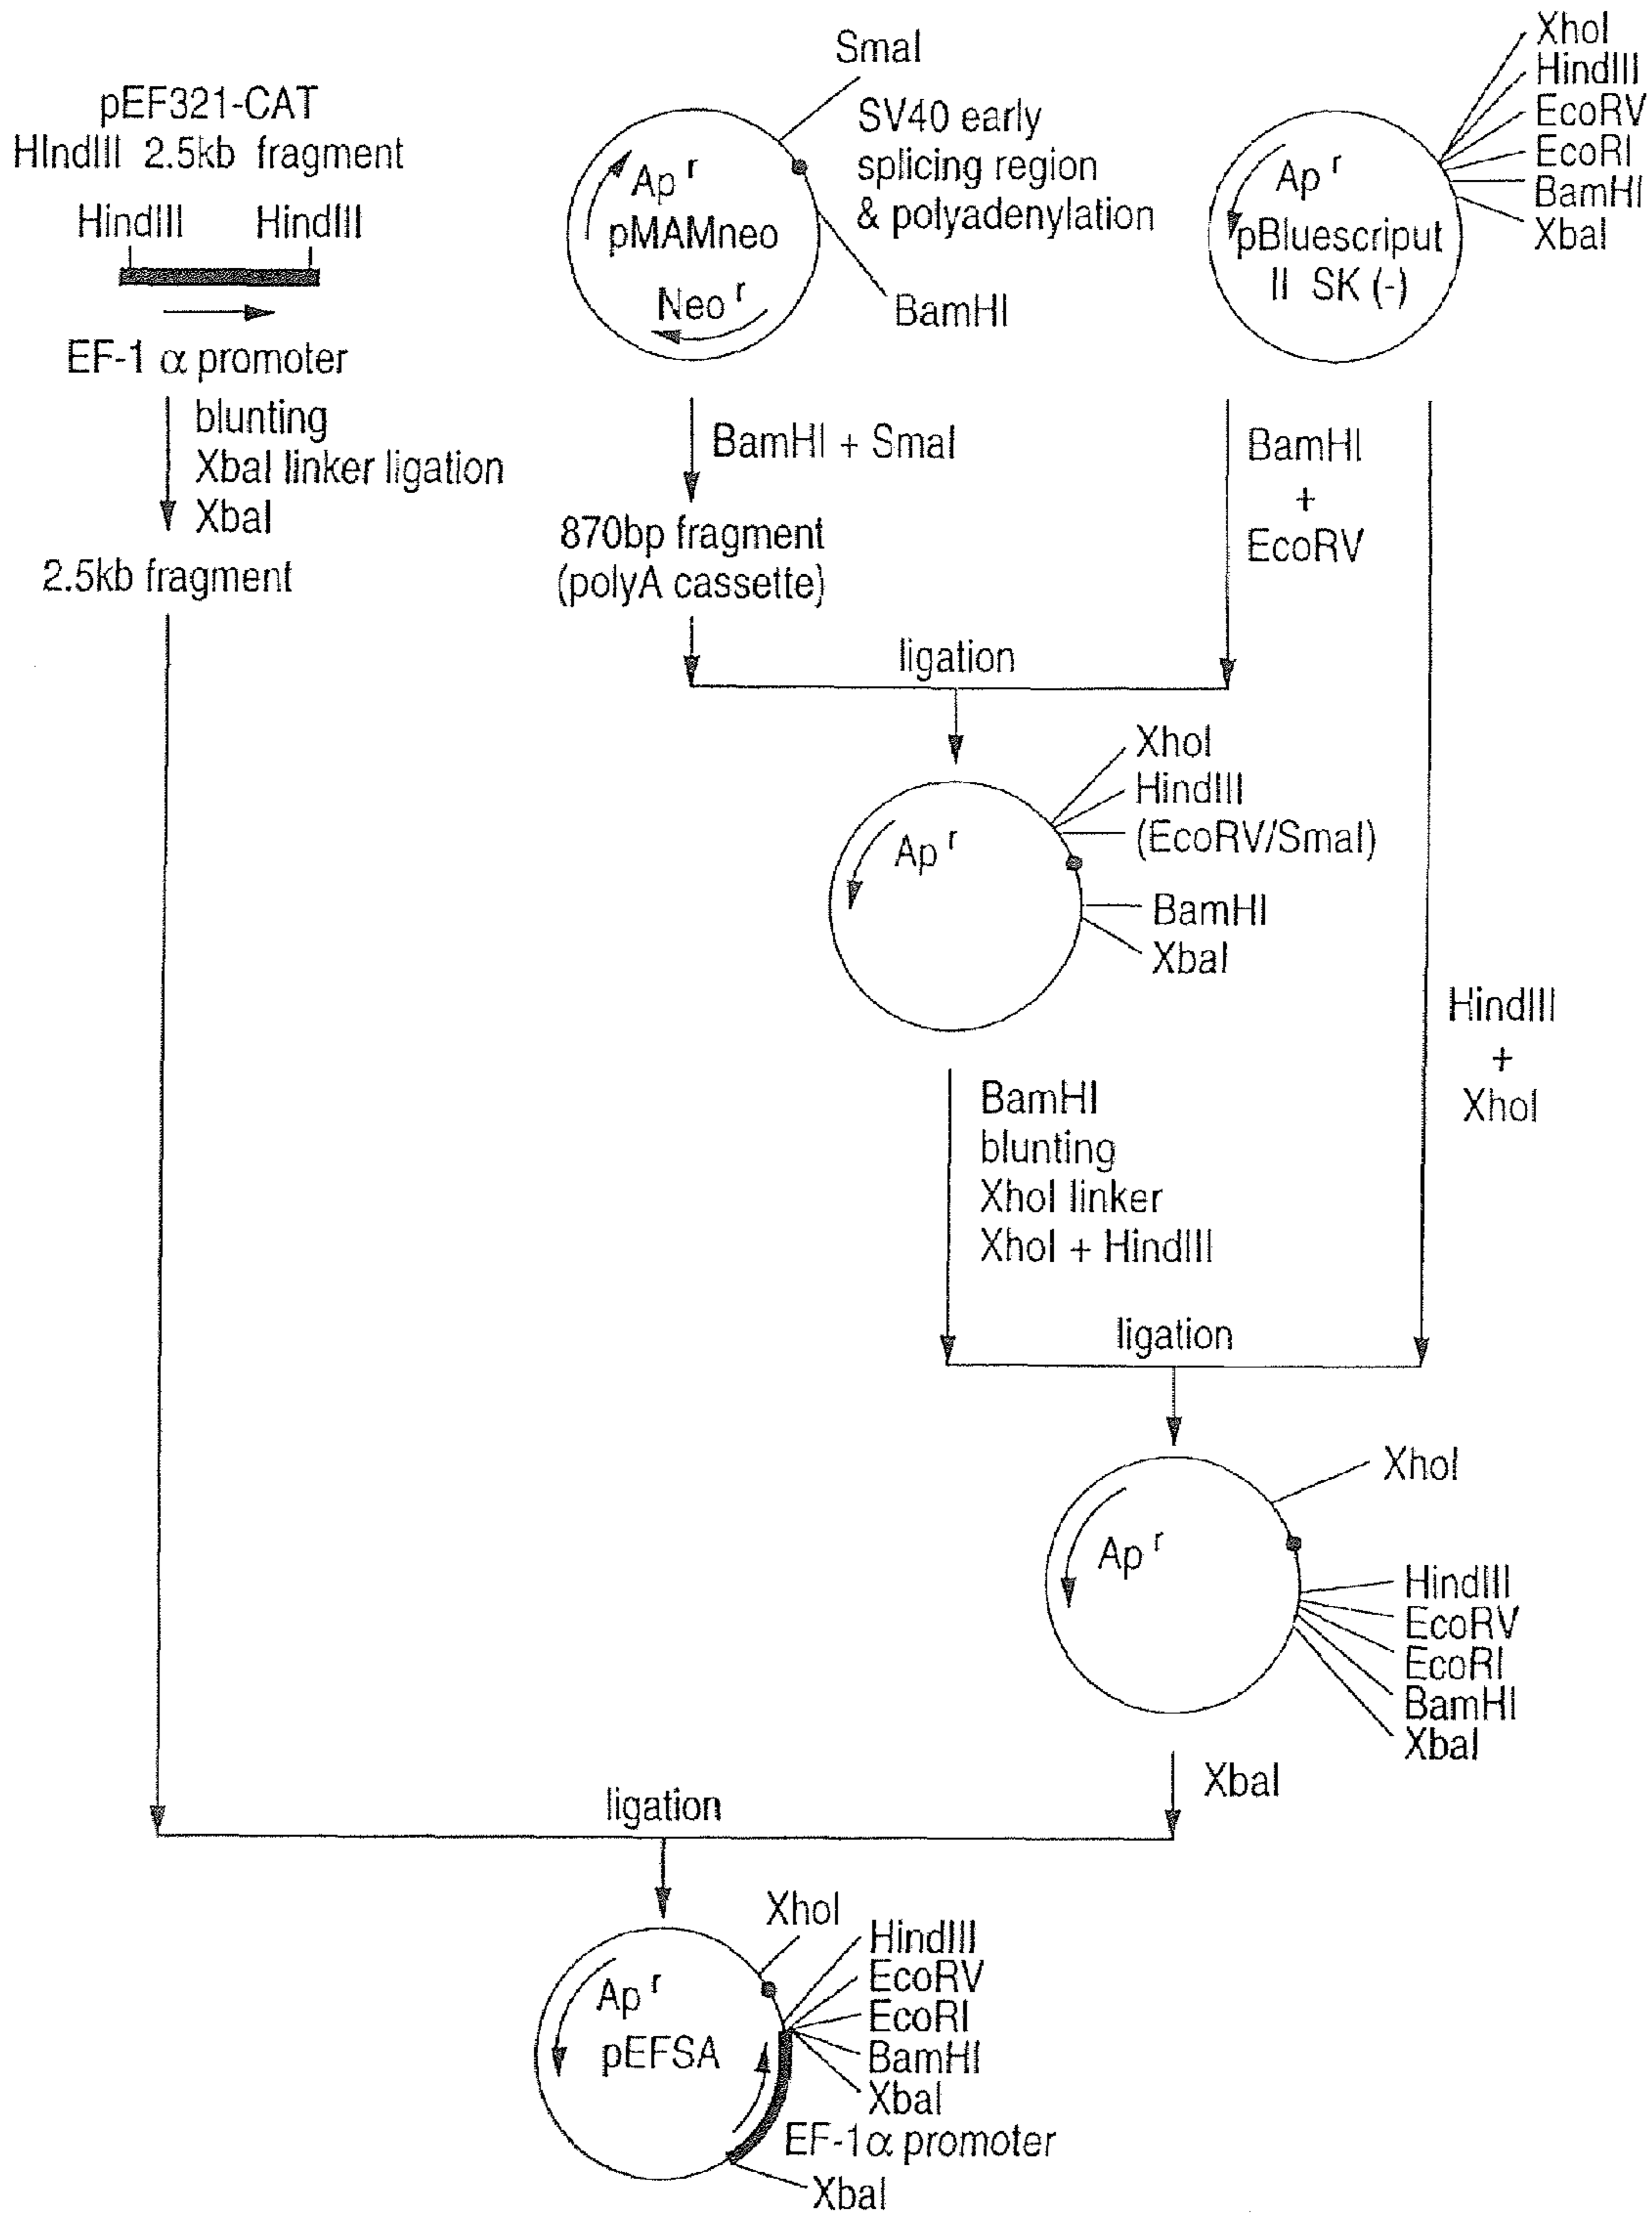 pEF321-CAT
HIndIII 2.5kb fragment
HindIII HindIII
EF-1 α promoter
blunting
XbaI linker ligation
XbaI
2.5kb fragment
SmaI
SV40 early
splicing region
& polyadenylation
Ap r
pMAMneo
Neo r
BamHI
BamHI + SmaI
870bp fragment
(polyA cassette)
XhoI
HindIII
EcoRV
EcoRI
BamHI
XbaI
Ap r
pBluescriput
II SK (-)
BamHI
+
EcoRV
ligation
XhoI
HindIII
(EcoRV/SmaI)
Ap r
BamHI
XbaI
HindIII
+
XhoI
BamHI
blunting
XhoI linker
XhoI + HindIII
ligation
XhoI
Ap r
HindIII
EcoRV
EcoRI
BamHI
XbaI
XbaI
ligation
XhoI
HindIII
EcoRV
EcoRI
BamHI
XbaI
Ap r
pEFSA
EF-1α promoter
XbaI